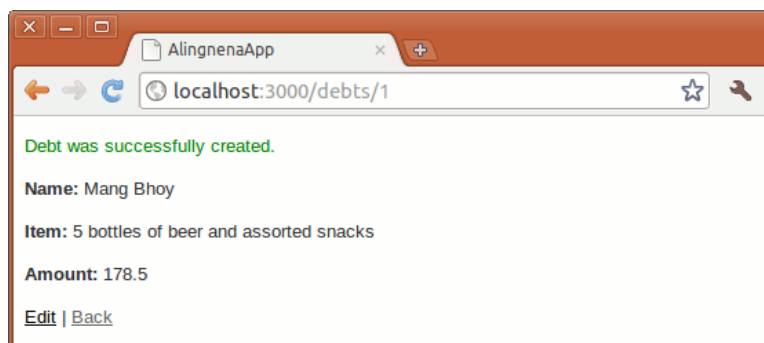 AlingnenaApp
localhost:3000/debts/1
Debt was successfully created.
Name: Mang Bhoy
Item: 5 bottles of beer and assorted snacks
Amount: 178.5
Edit | Back